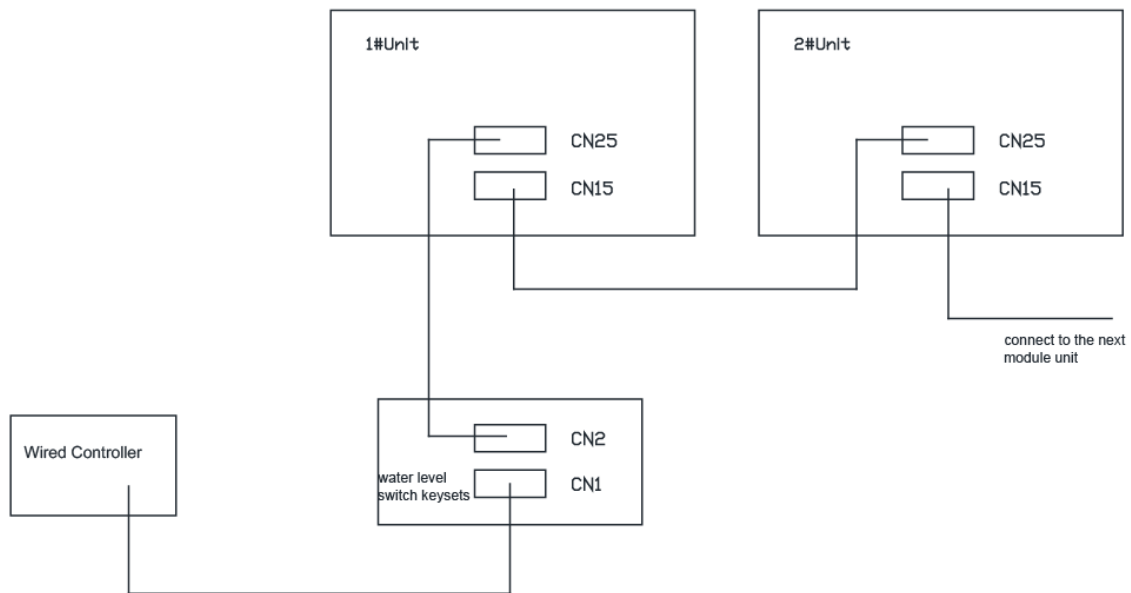 1#Unit
2#Unit
CN25
CN25
CN15
CN15
connect to the next
module unit
Wired Controller
CN2
water level
switch keysets
CN1